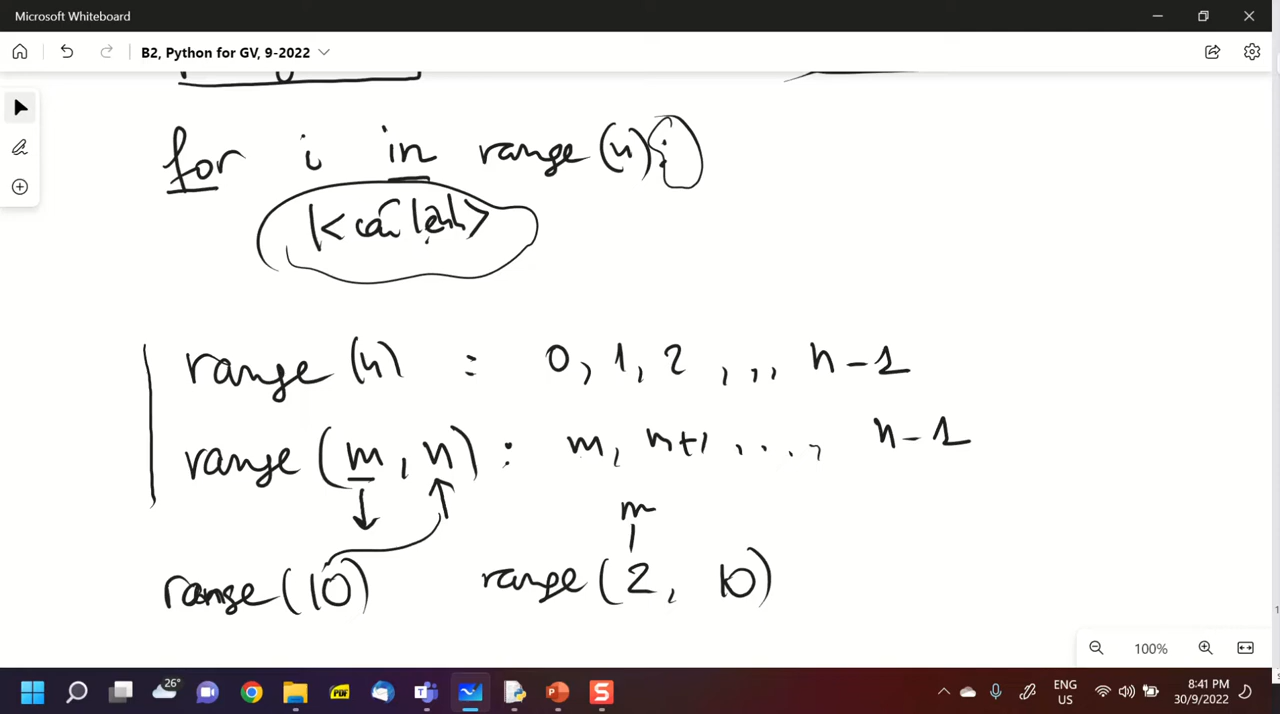 Microsoft Whiteboard
B2, Python for GV, 9-2022
for i in range (n):
<câu lệnh>
range (n) : 0, 1, 2, ,,, n-1
range (m, n) : m, m+1, ..., n-1
m
range (10) range (2, 10)
100%
26°
ENG
US
8:41 PM
30/9/2022